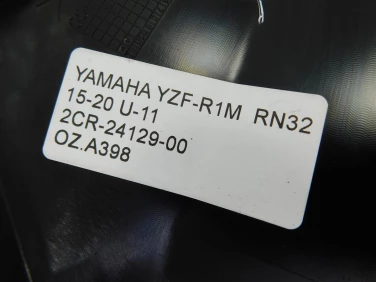 YAMAHA YZF-R1M RN32
15-20 U-11
2CR-24129-00
OZ.A398